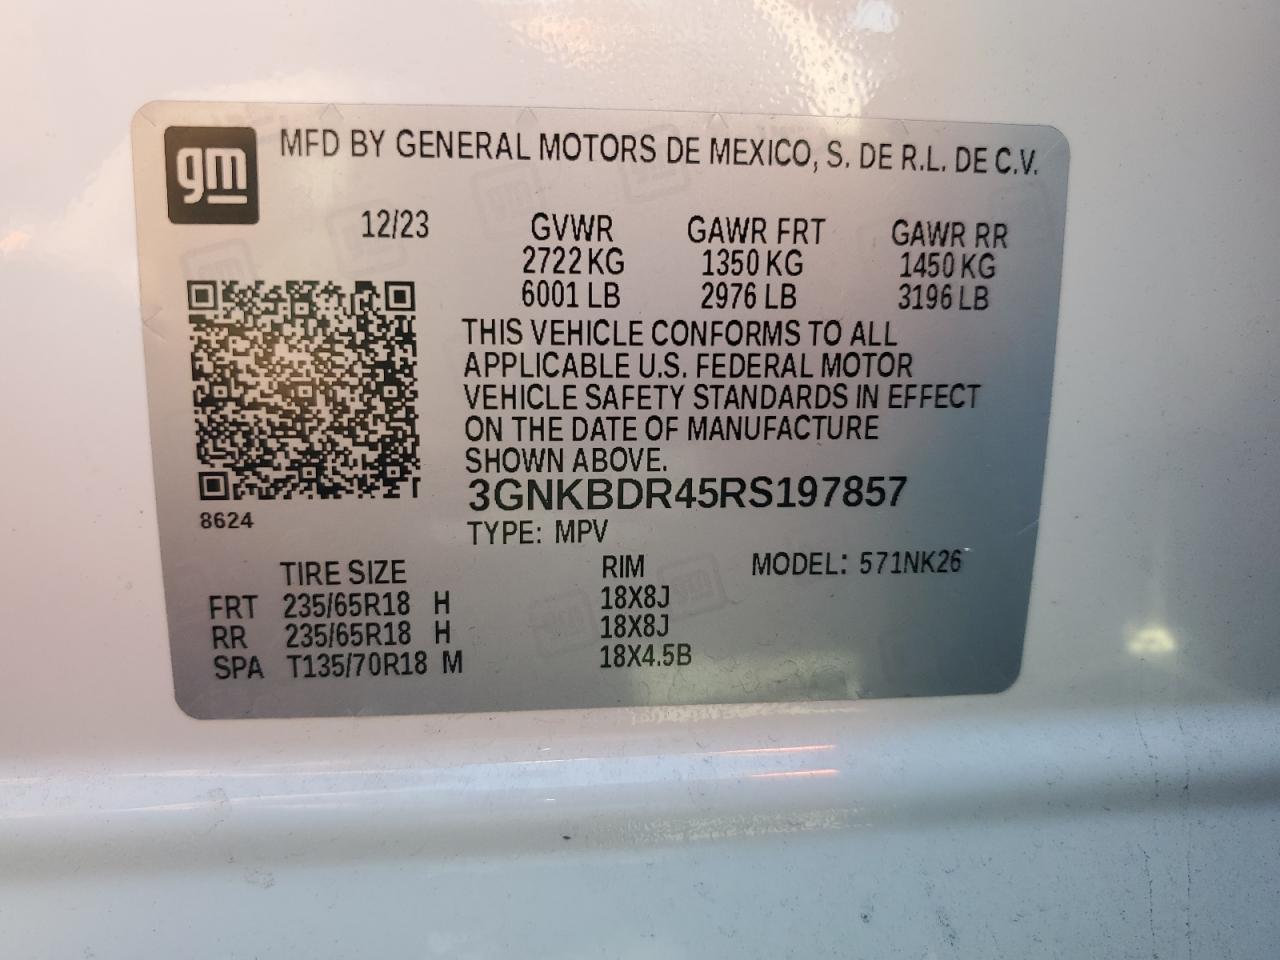 gm MFD BY GENERAL MOTORS DE MEXICO, S. DE R.L. DE C.V.
12/23 GVWR GAWR FRT GAWR RR
2722 KG 1350 KG 1450 KG
6001 LB 2976 LB 3196 LB
THIS VEHICLE CONFORMS TO ALL
APPLICABLE U.S. FEDERAL MOTOR
VEHICLE SAFETY STANDARDS IN EFFECT
ON THE DATE OF MANUFACTURE
SHOWN ABOVE.
3GNKBDR45RS197857
8624
TYPE: MPV
TIRE SIZE RIM MODEL: 571NK26
FRT 235/65R18 H 18X8J
RR 235/65R18 H 18X8J
SPA T135/70R18 M 18X4.5B